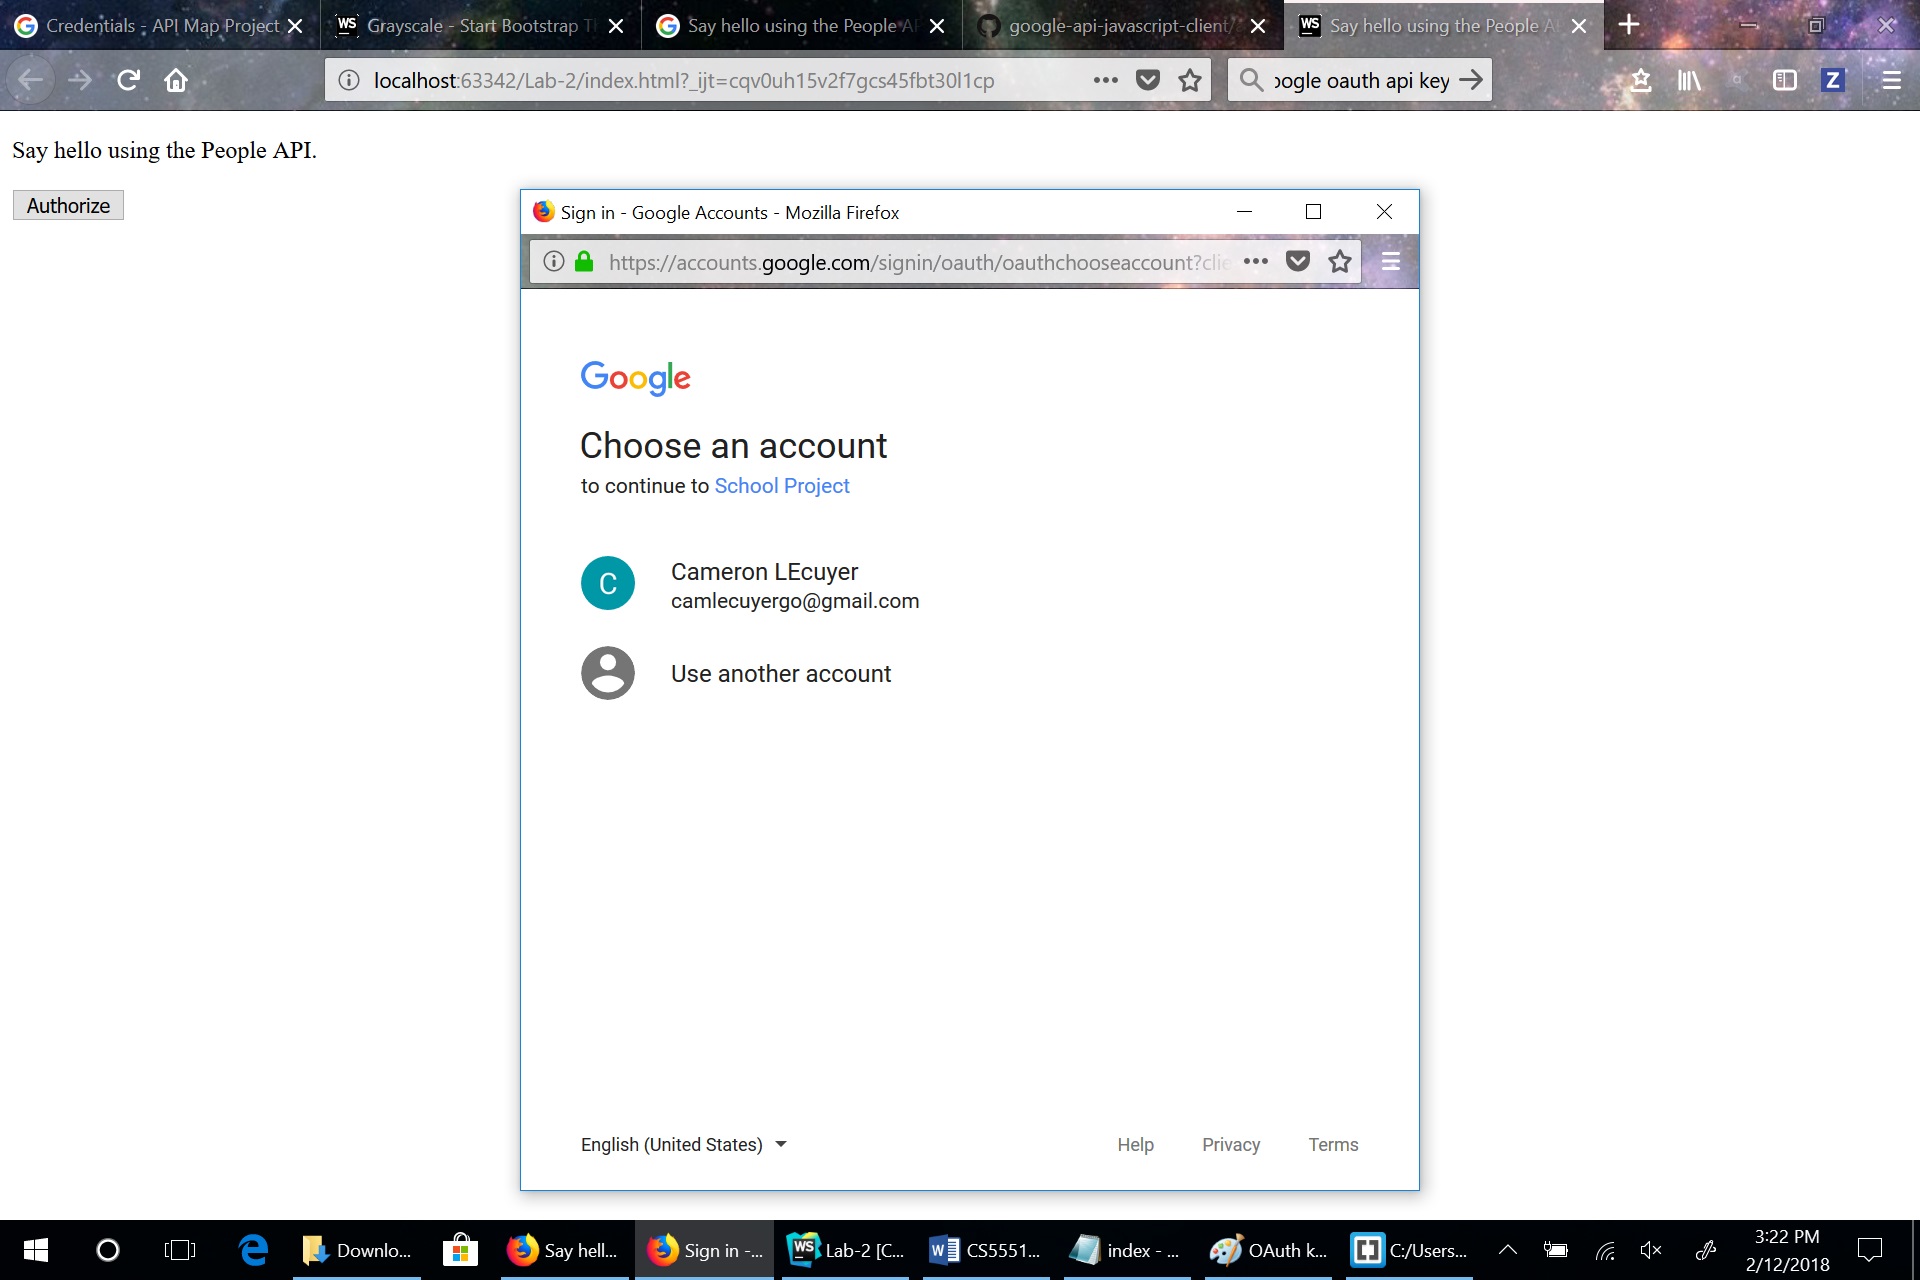 Credentials - API Map Project
WS Grayscale - Start Bootstrap T
Say hello using the People A
google-api-javascript-client/
WS Say hello using the People A
localhost:63342/Lab-2/index.html?_ijt=cqv0uh15v2f7gcs45fbt30l1cp
oogle oauth api key
Z
Say hello using the People API.
Authorize
Sign in - Google Accounts - Mozilla Firefox
https://accounts.google.com/signin/oauth/oauthchooseaccount?clie
Google
Choose an account
to continue to School Project
C
Cameron LEcuyer
camlecuyergo@gmail.com
Use another account
English (United States)
Help
Privacy
Terms
Downlo...
Say hell...
Sign in -...
WS Lab-2 [C...
W CS5551...
index - ...
OAuth k...
C:/Users...
3:22 PM
2/12/2018